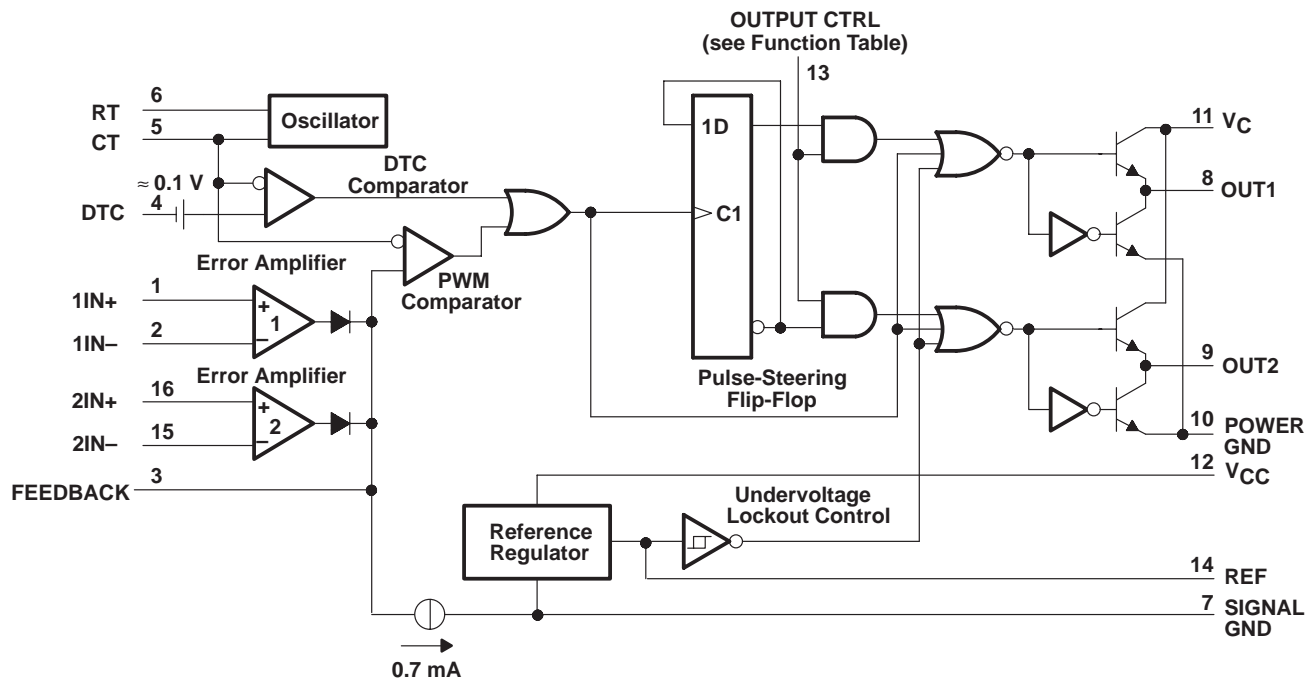 OUTPUT CTRL
(see Function Table)
13
6
RT
Oscillator
5
CT
1D
11 VC
DTC
Comparator
≈ 0.1 V
4
DTC
8
OUT1
C1
Error Amplifier
PWM
Comparator
1
1IN+
+
1
−
2
1IN–
Error Amplifier
Pulse-Steering
Flip-Flop
9
OUT2
16
2IN+
+
2
−
15
2IN–
10 POWER
GND
3
FEEDBACK
12 VCC
Undervoltage
Lockout Control
Reference
Regulator
14
REF
7
SIGNAL
GND
0.7 mA